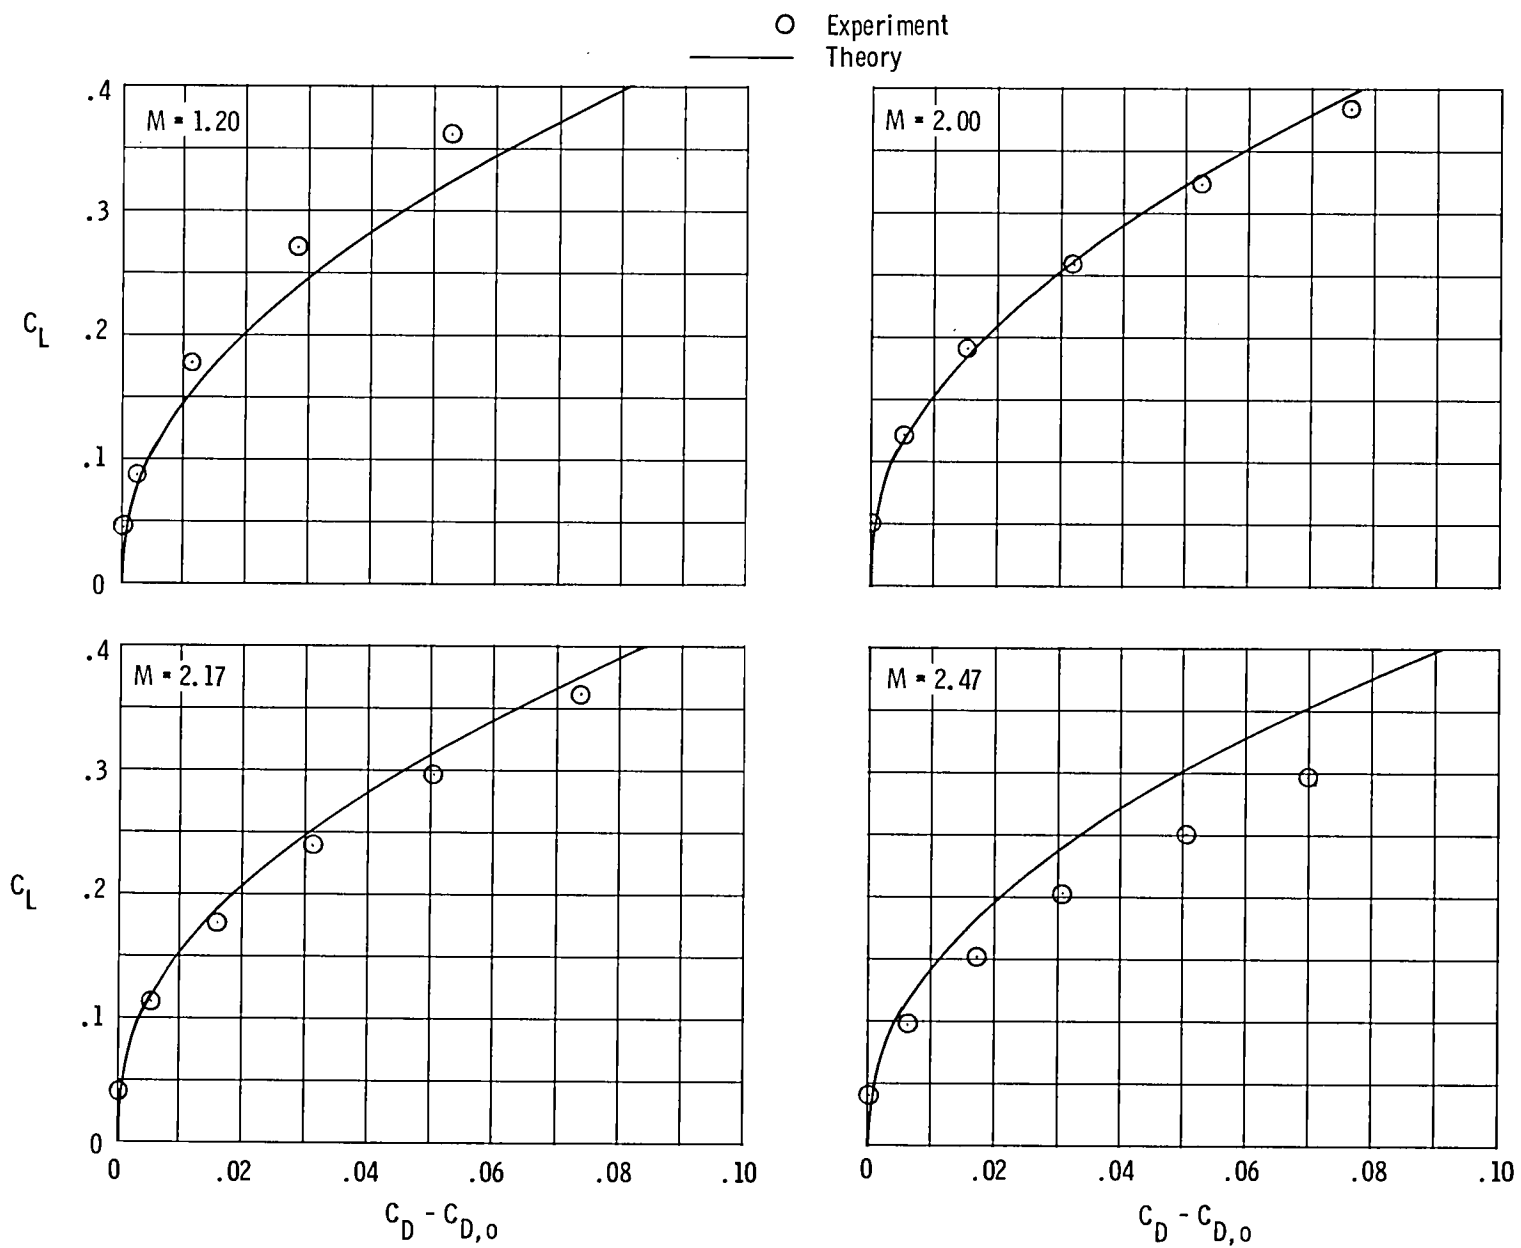 Experiment
Theory
M = 1.20
M = 2.00
.4
.3
C_L .2
.1
0
M = 2.17
M = 2.47
.4
.3
C_L .2
.1
0
0 .02 .04 .06 .08 .10
0 .02 .04 .06 .08 .10
C_D - C_D,o
C_D - C_D,o